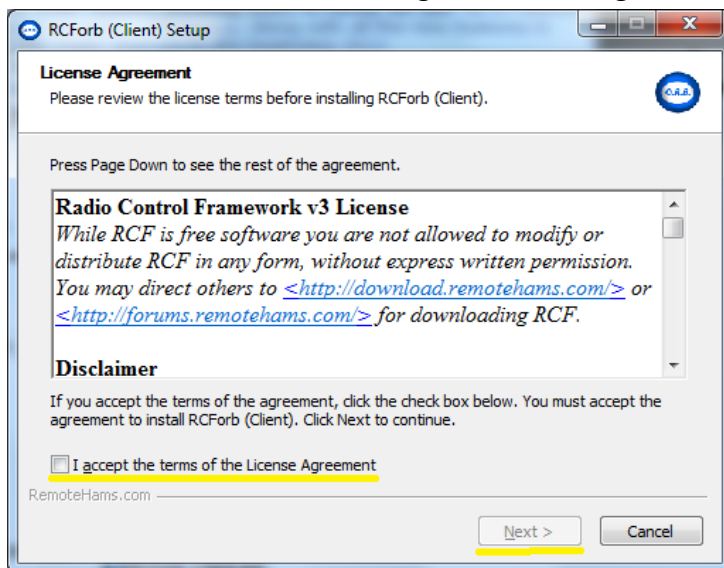 RCForb (Client) Setup
License Agreement
Please review the license terms before installing RCForb (Client).
O.R.B.
Press Page Down to see the rest of the agreement.
Radio Control Framework v3 License
While RCF is free software you are not allowed to modify or
distribute RCF in any form, without express written permission.
You may direct others to <http://download.remotehams.com/> or
<http://forums.remotehams.com/> for downloading RCF.
Disclaimer
If you accept the terms of the agreement, click the check box below. You must accept the
agreement to install RCForb (Client). Click Next to continue.
I accept the terms of the License Agreement
RemoteHams.com
Next >
Cancel